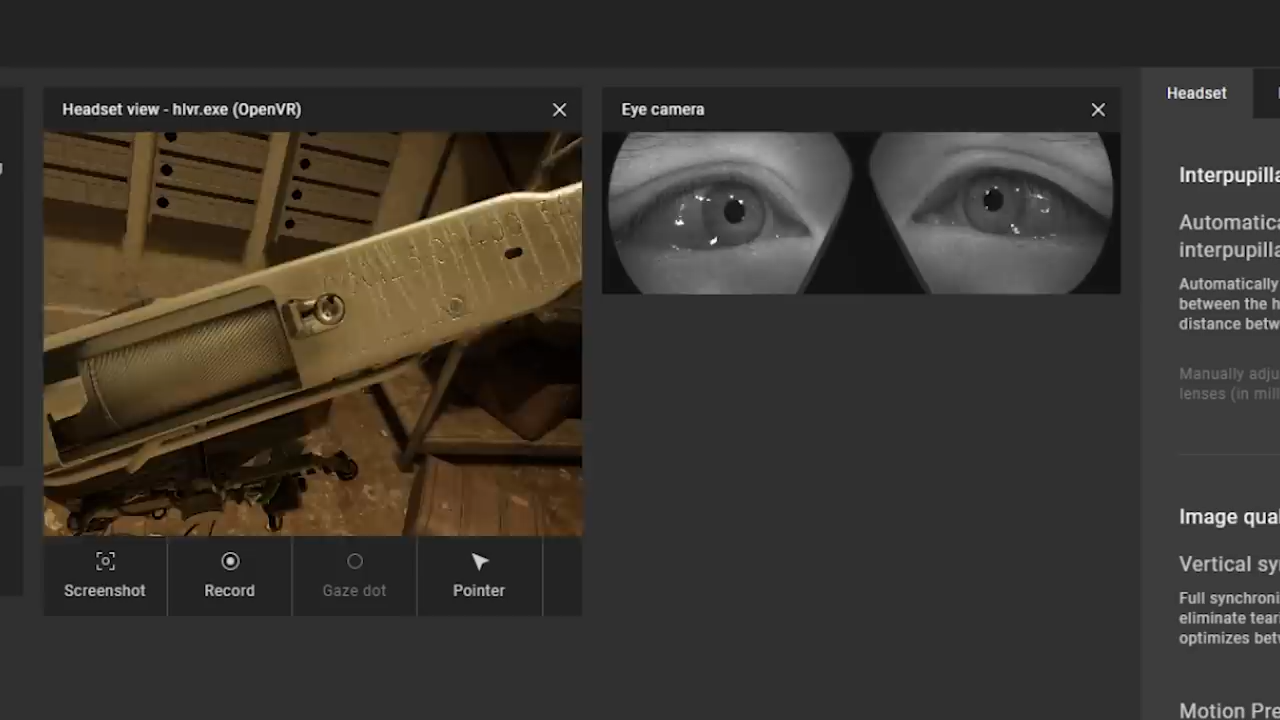 Headset view - hlvr.exe (OpenVR)
Eye camera
Headset
Interpupilla
Automatica
interpupilla
Automatically
between the h
distance betw
Manually adju
lenses (in mill
Image qual
Vertical sy
Full synchroni
eliminate tear
optimizes betw
Motion Pre
Screenshot
Record
Gaze dot
Pointer